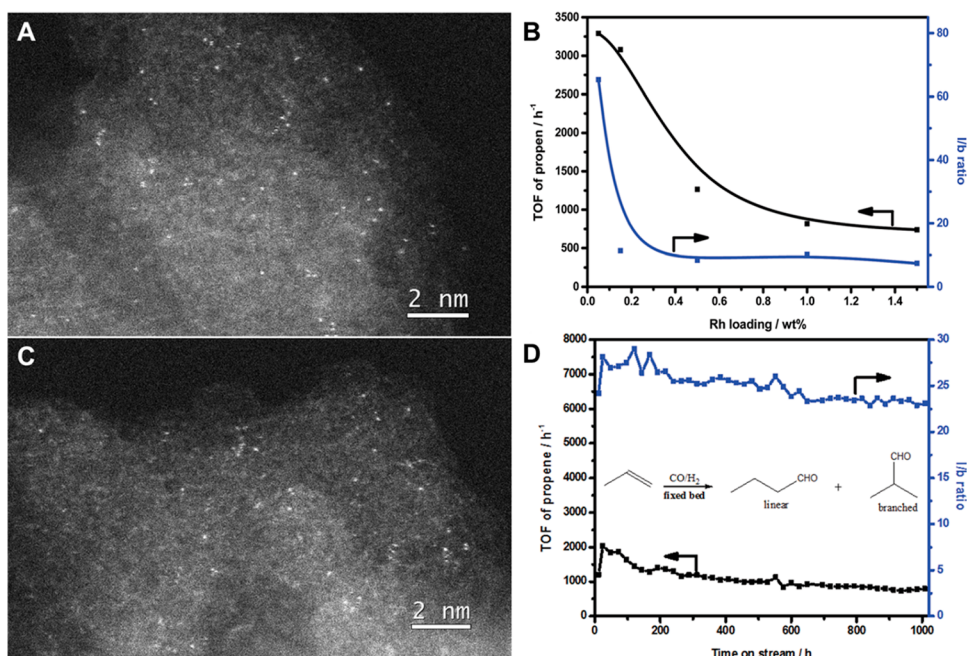 A
2 nm
B
TOF of propen / h-1
3500
3000
2500
2000
1500
1000
500
0
0.0 0.2 0.4 0.6 0.8 1.0 1.2 1.4
Rh loading / wt%
80
60
40
20
0
l/b ratio
C
2 nm
D
TOF of propene / h-1
8000
7000
6000
5000
4000
3000
2000
1000
0
0 200 400 600 800 1000
Time on stream / h
30
25
20
15
10
5
0
l/b ratio
CO/H2
fixed bed
CHO
linear
+
CHO
branched